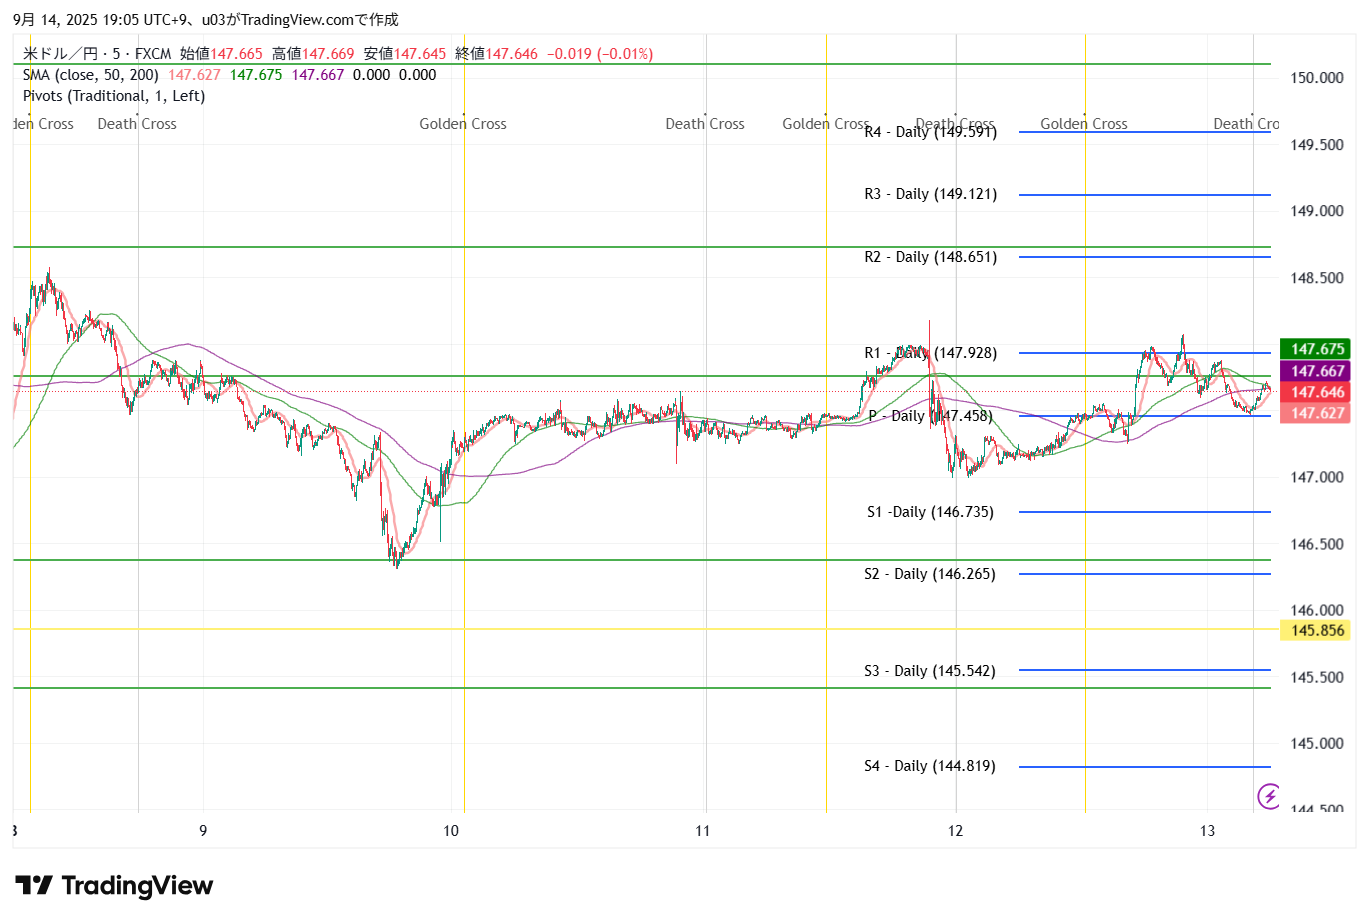 9月 14, 2025 19:05 UTC+9、u03がTradingView.comで作成
米ドル／円 · 5 · FXCM 始値147.665 高値147.669 安値147.645 終値147.646 −0.019 (−0.01%)
SMA (close, 50, 200) 147.627 147.675 147.667 0.000 0.000
Pivots (Traditional, 1, Left)
den Cross Death Cross Golden Cross Death Cross Golden Cross Death Cross Golden Cross Death Cro
150.000
R4 - Daily (149.591)
149.500
R3 - Daily (149.121)
149.000
R2 - Daily (148.651)
148.500
R1 - Daily (147.928)
147.675
147.667
147.646
147.627
P - Daily (147.458)
147.000
S1 -Daily (146.735)
146.500
S2 - Daily (146.265)
146.000
145.856
S3 - Daily (145.542)
145.500
145.000
S4 - Daily (144.819)
144.500
9 10 11 12 13
TradingView